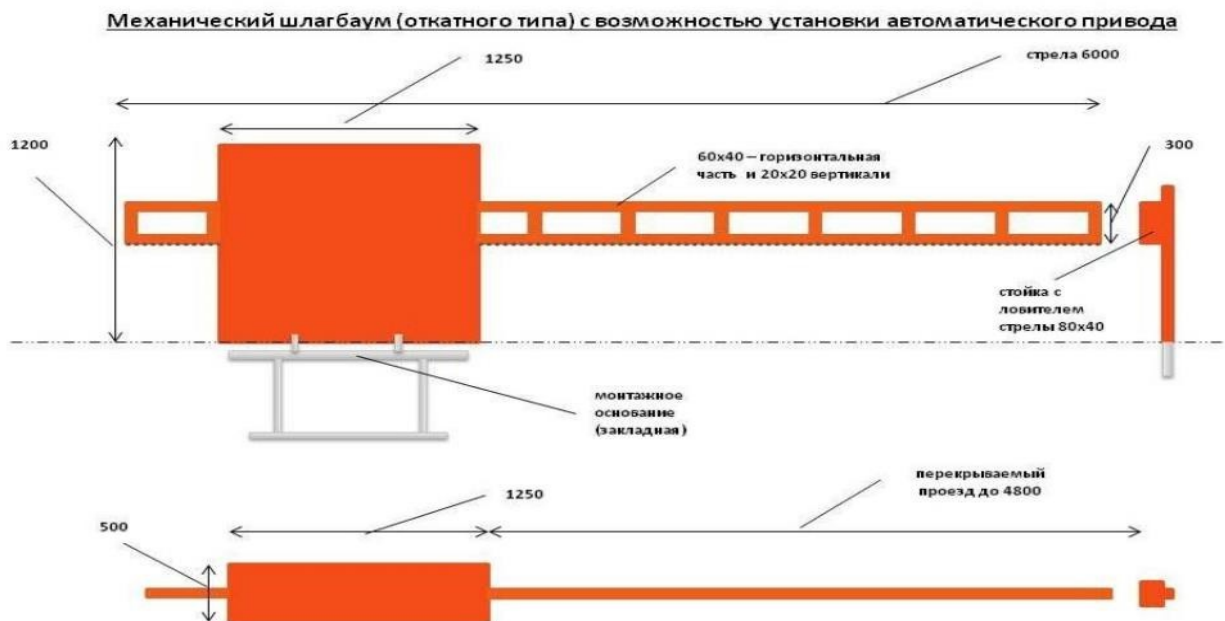 Механический шлагбаум (откатного типа) с возможностью установки автоматического привода
1250
стрела 6000
1200
60х40 – горизонтальная
часть и 20х20 вертикали
300
стойка с
ловителем
стрелы 80х40
монтажное
основание
(закладная)
перекрываемый
проезд до 4800
1250
500